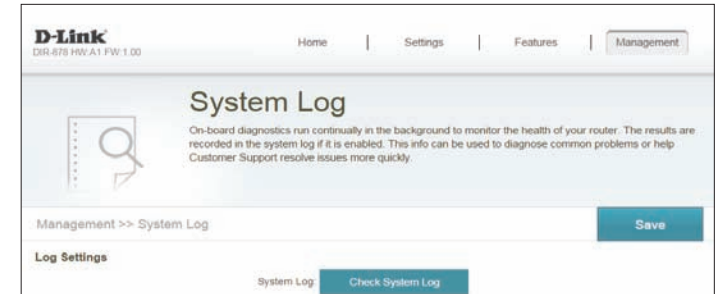 D-Link
DIR-878 HW A1 FW 1.00
Home | Settings | Features | Management
System Log
On-board diagnostics run continually in the background to monitor the health of your router. The results are
recorded in the system log if it is enabled. This info can be used to diagnose common problems or help
Customer Support resolve issues more quickly.
Management >> System Log
Save
Log Settings
System Log: Check System Log